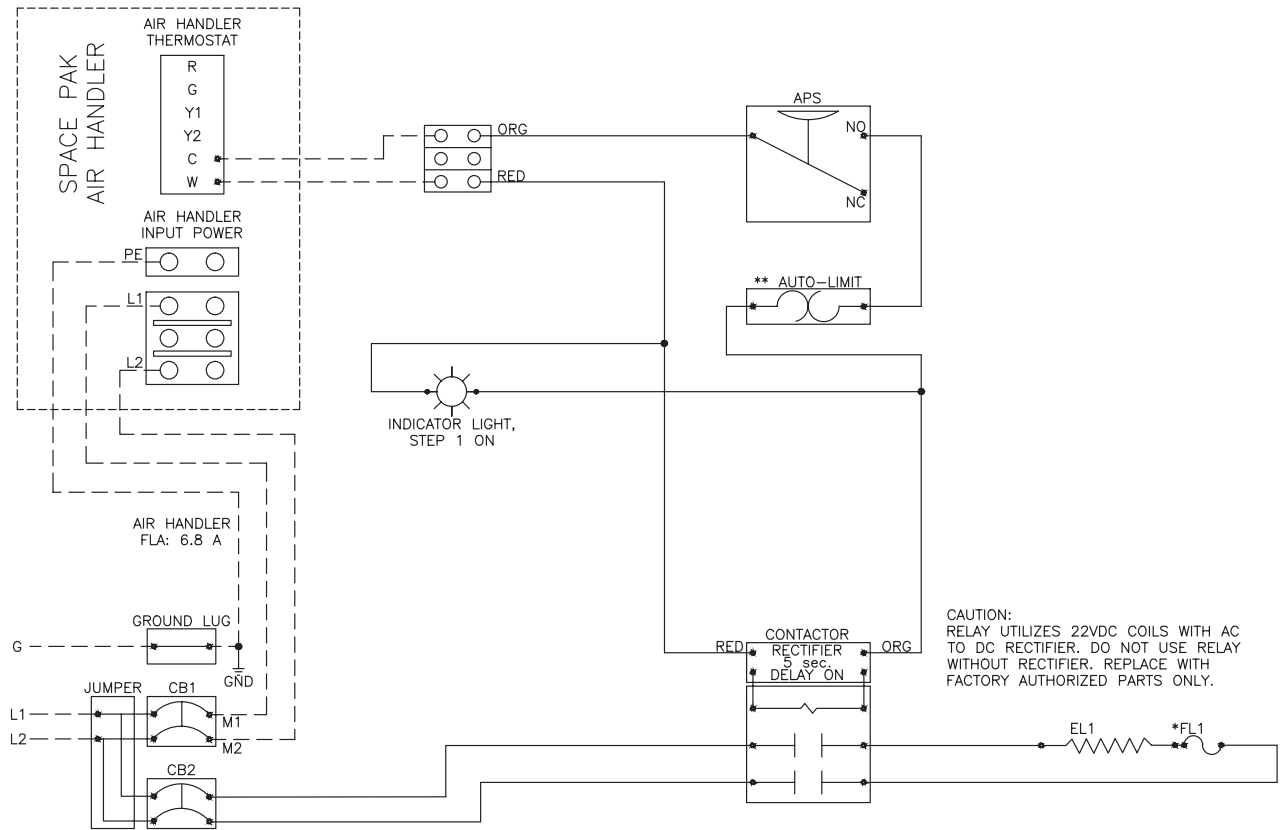 AIR HANDLER
THERMOSTAT
SPACE PAK
AIR HANDLER
R
G
Y1
Y2
C
W
ORG
RED
APS
NO
NC
AIR HANDLER
INPUT POWER
PE
L1
L2
** AUTO-LIMIT
INDICATOR LIGHT,
STEP 1 ON
AIR HANDLER
FLA: 6.8 A
GROUND LUG
G
GND
JUMPER
CB1
L1
L2
M1
M2
CB2
CONTACTOR
RED
RECTIFIER
ORG
5 sec.
DELAY ON
CAUTION:
RELAY UTILIZES 22VDC COILS WITH AC
TO DC RECTIFIER. DO NOT USE RELAY
WITHOUT RECTIFIER. REPLACE WITH
FACTORY AUTHORIZED PARTS ONLY.
EL1
*FL1